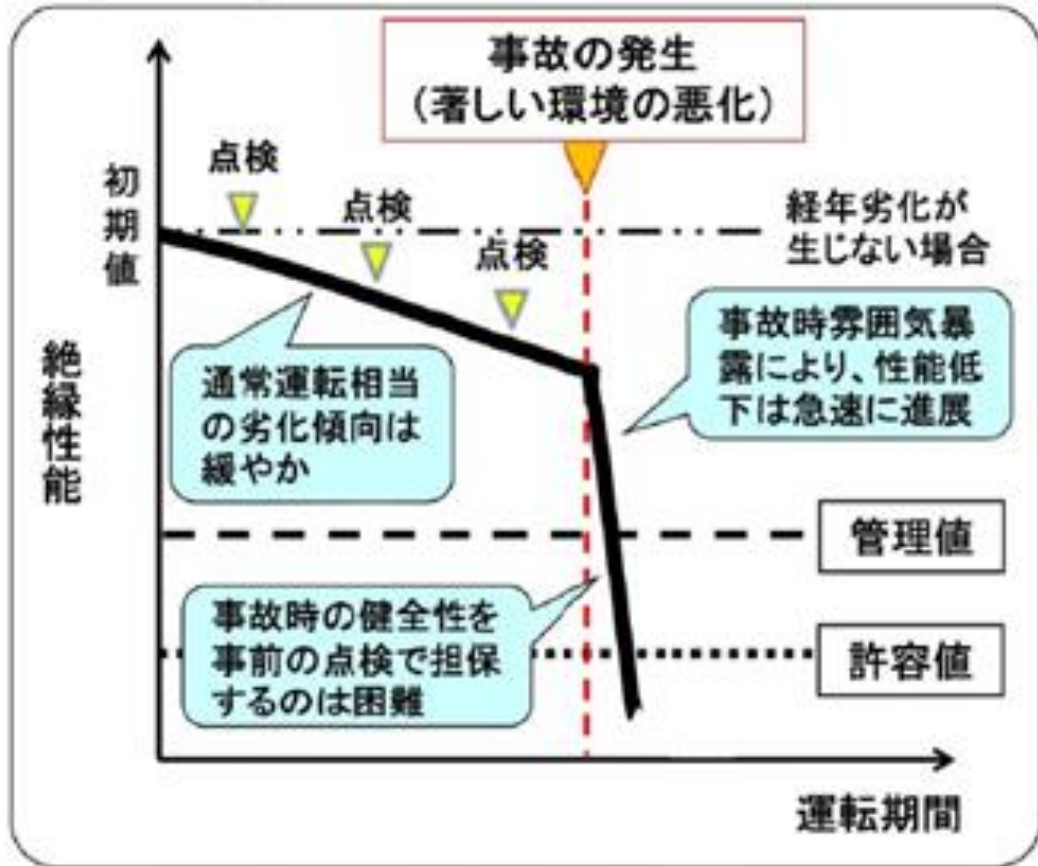 事故の発生
(著しい環境の悪化)
点検
点検
点検
初期値
経年劣化が
生じない場合
絶縁性能
通常運転相当
の劣化傾向は
緩やか
事故時雰囲気暴
露により、性能低
下は急速に進展
管理値
事故時の健全性を
事前の点検で担保
するのは困難
許容値
運転期間